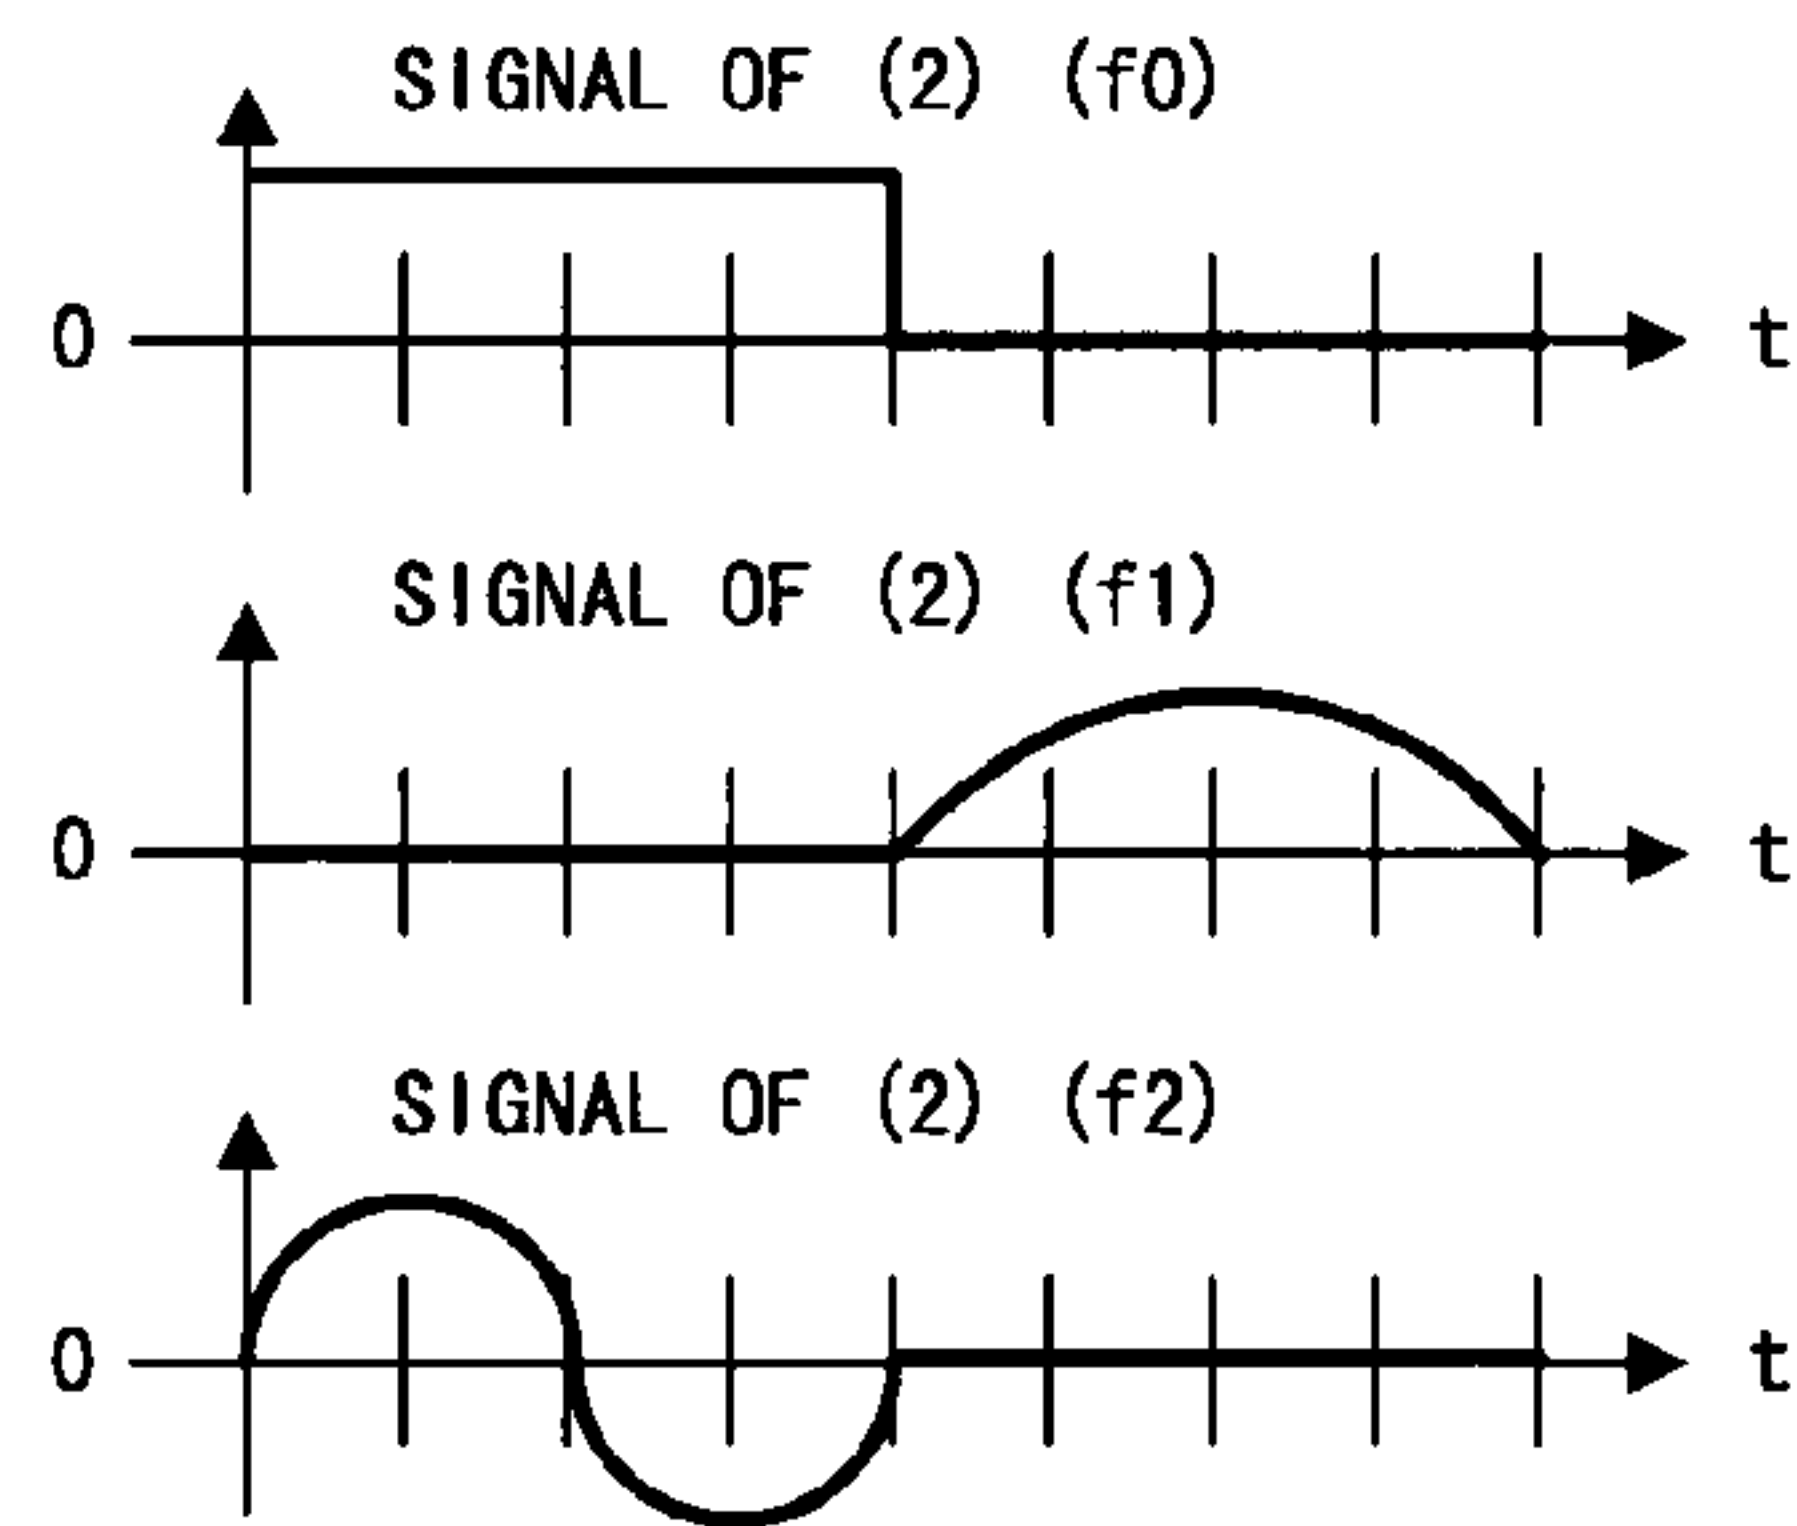 SIGNAL OF (2) (f0)
0
t
SIGNAL OF (2) (f1)
0
t
SIGNAL OF (2) (f2)
0
t